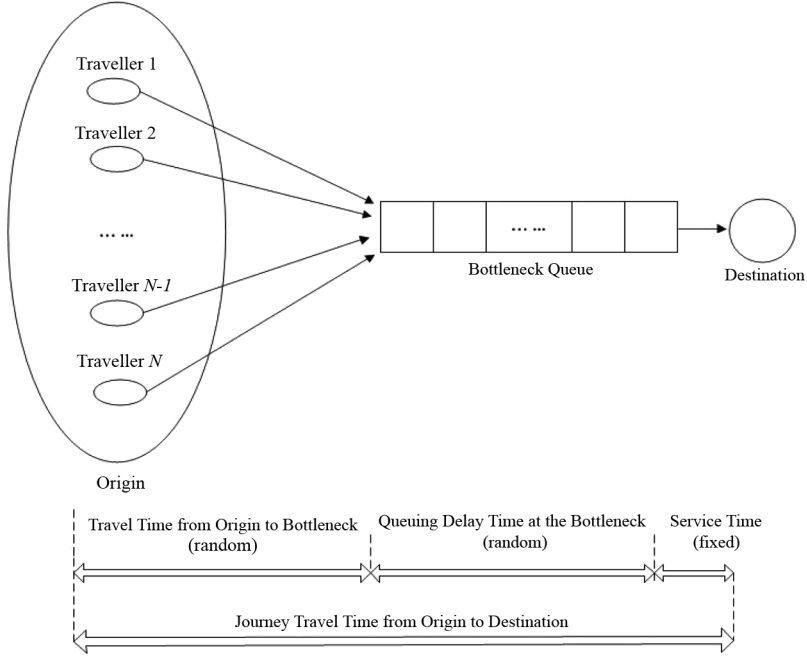 Traveller 1
Traveller 2
... ...
Traveller N-1
Traveller N
Origin
... ...
Bottleneck Queue
Destination
Travel Time from Origin to Bottleneck
(random)
Queuing Delay Time at the Bottleneck
(random)
Service Time
(fixed)
Journey Travel Time from Origin to Destination